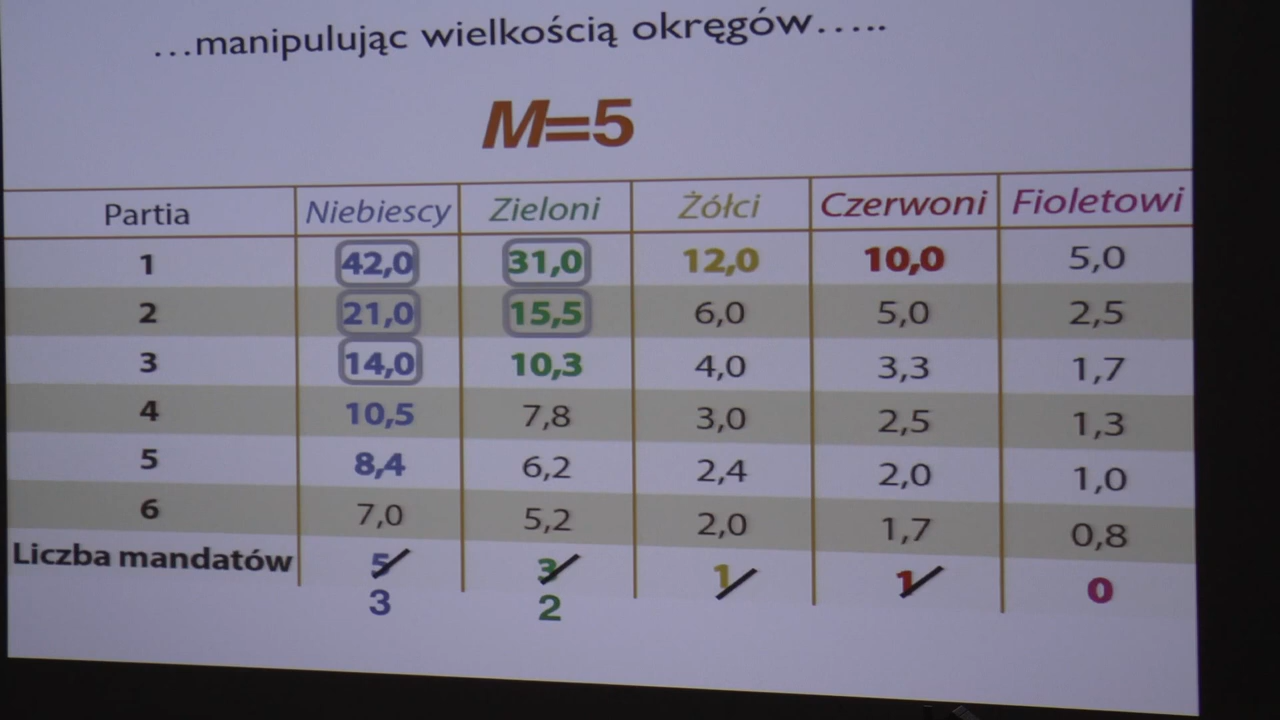 ...manipulując wielkością okręgów.....
M=5
Partia Niebiescy Zieloni Żółci Czerwoni Fioletowi
1 42,0 31,0 12,0 10,0 5,0
2 21,0 15,5 6,0 5,0 2,5
3 14,0 10,3 4,0 3,3 1,7
4 10,5 7,8 3,0 2,5 1,3
5 8,4 6,2 2,4 2,0 1,0
6 7,0 5,2 2,0 1,7 0,8
Liczba mandatów 5 3 1 1 0
3 2